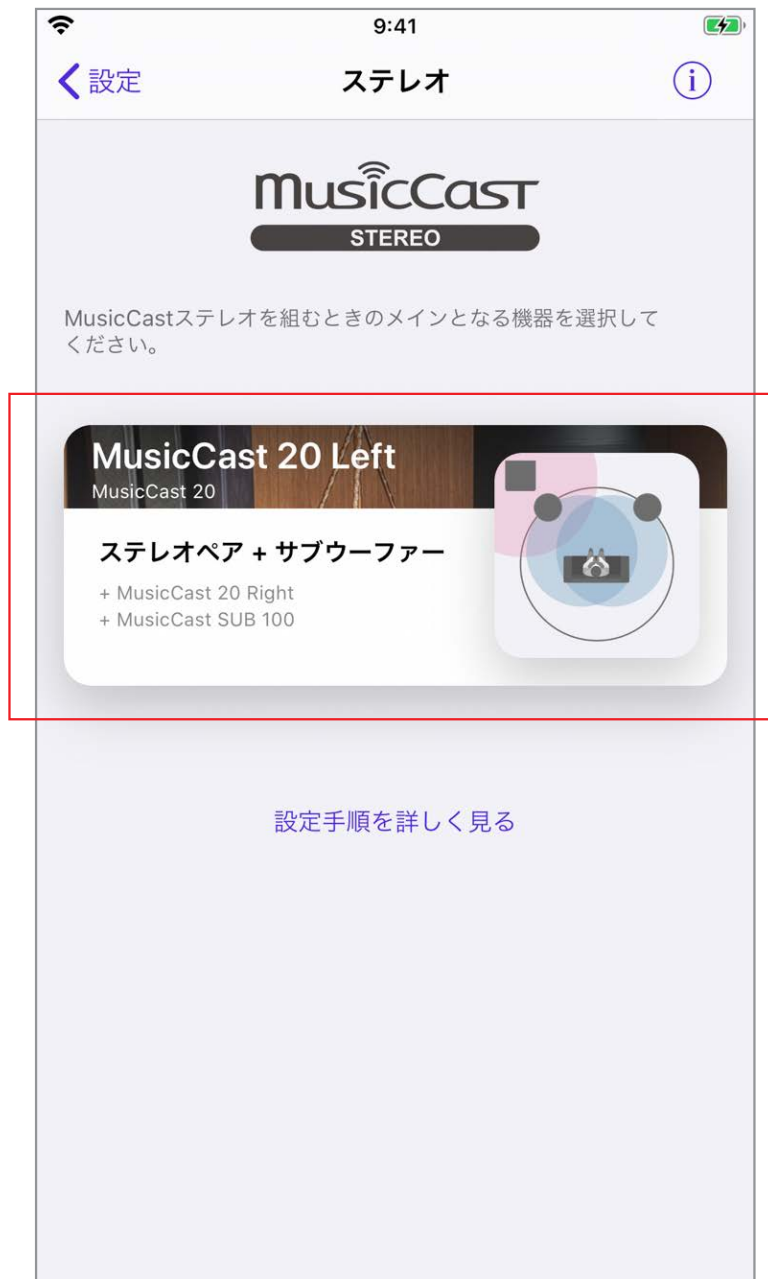 9:41
設定
ステレオ
i
MusicCast
STEREO
MusicCastステレオを組むときのメインとなる機器を選択して
ください。
MusicCast 20 Left
MusicCast 20
ステレオペア + サブウーファー
+ MusicCast 20 Right
+ MusicCast SUB 100
設定手順を詳しく見る